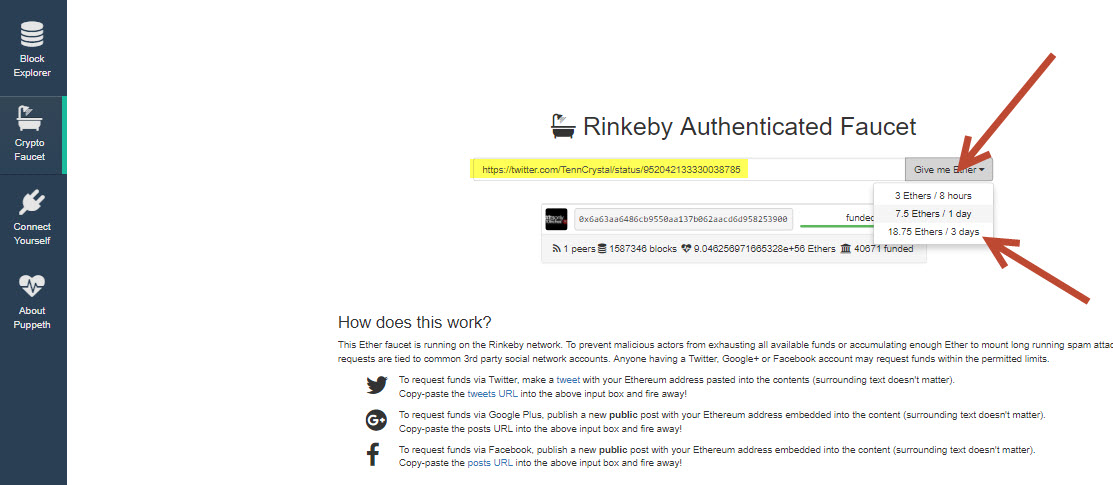 Block
Explorer
Crypto
Faucet
Connect
Yourself
About
Puppeth
Rinkeby Authenticated Faucet
https://twitter.com/TennCrystal/status/952042133330038785
Give me Ether
3 Ethers / 8 hours
7.5 Ethers / 1 day
18.75 Ethers / 3 days
0x6a63aa6486cb9550aa137b062aacd6d958253900 funded
1 peers 1587346 blocks 9.046256971665328e+56 Ethers 40671 funded
How does this work?
This Ether faucet is running on the Rinkeby network. To prevent malicious actors from exhausting all available funds or accumulating enough Ether to mount long running spam attac
requests are tied to common 3rd party social network accounts. Anyone having a Twitter, Google+ or Facebook account may request funds within the permitted limits.
To request funds via Twitter, make a tweet with your Ethereum address pasted into the contents (surrounding text doesn't matter).
Copy-paste the tweets URL into the above input box and fire away!
To request funds via Google Plus, publish a new public post with your Ethereum address embedded into the content (surrounding text doesn't matter).
Copy-paste the posts URL into the above input box and fire away!
To request funds via Facebook, publish a new public post with your Ethereum address embedded into the content (surrounding text doesn't matter).
Copy-paste the posts URL into the above input box and fire away!